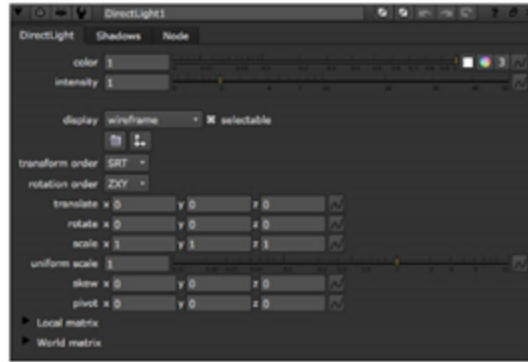 DirectLight1 ?
DirectLight Shadows Node
color 1 3
intensity 1
display wireframe selectable
transform order SRT
rotation order ZXY
translate x 0 y 0 z 0
rotate x 0 y 0 z 0
scale x 1 y 1 z 1
uniform scale 1
skew x 0 y 0 z 0
pivot x 0 y 0 z 0
Local matrix
World matrix